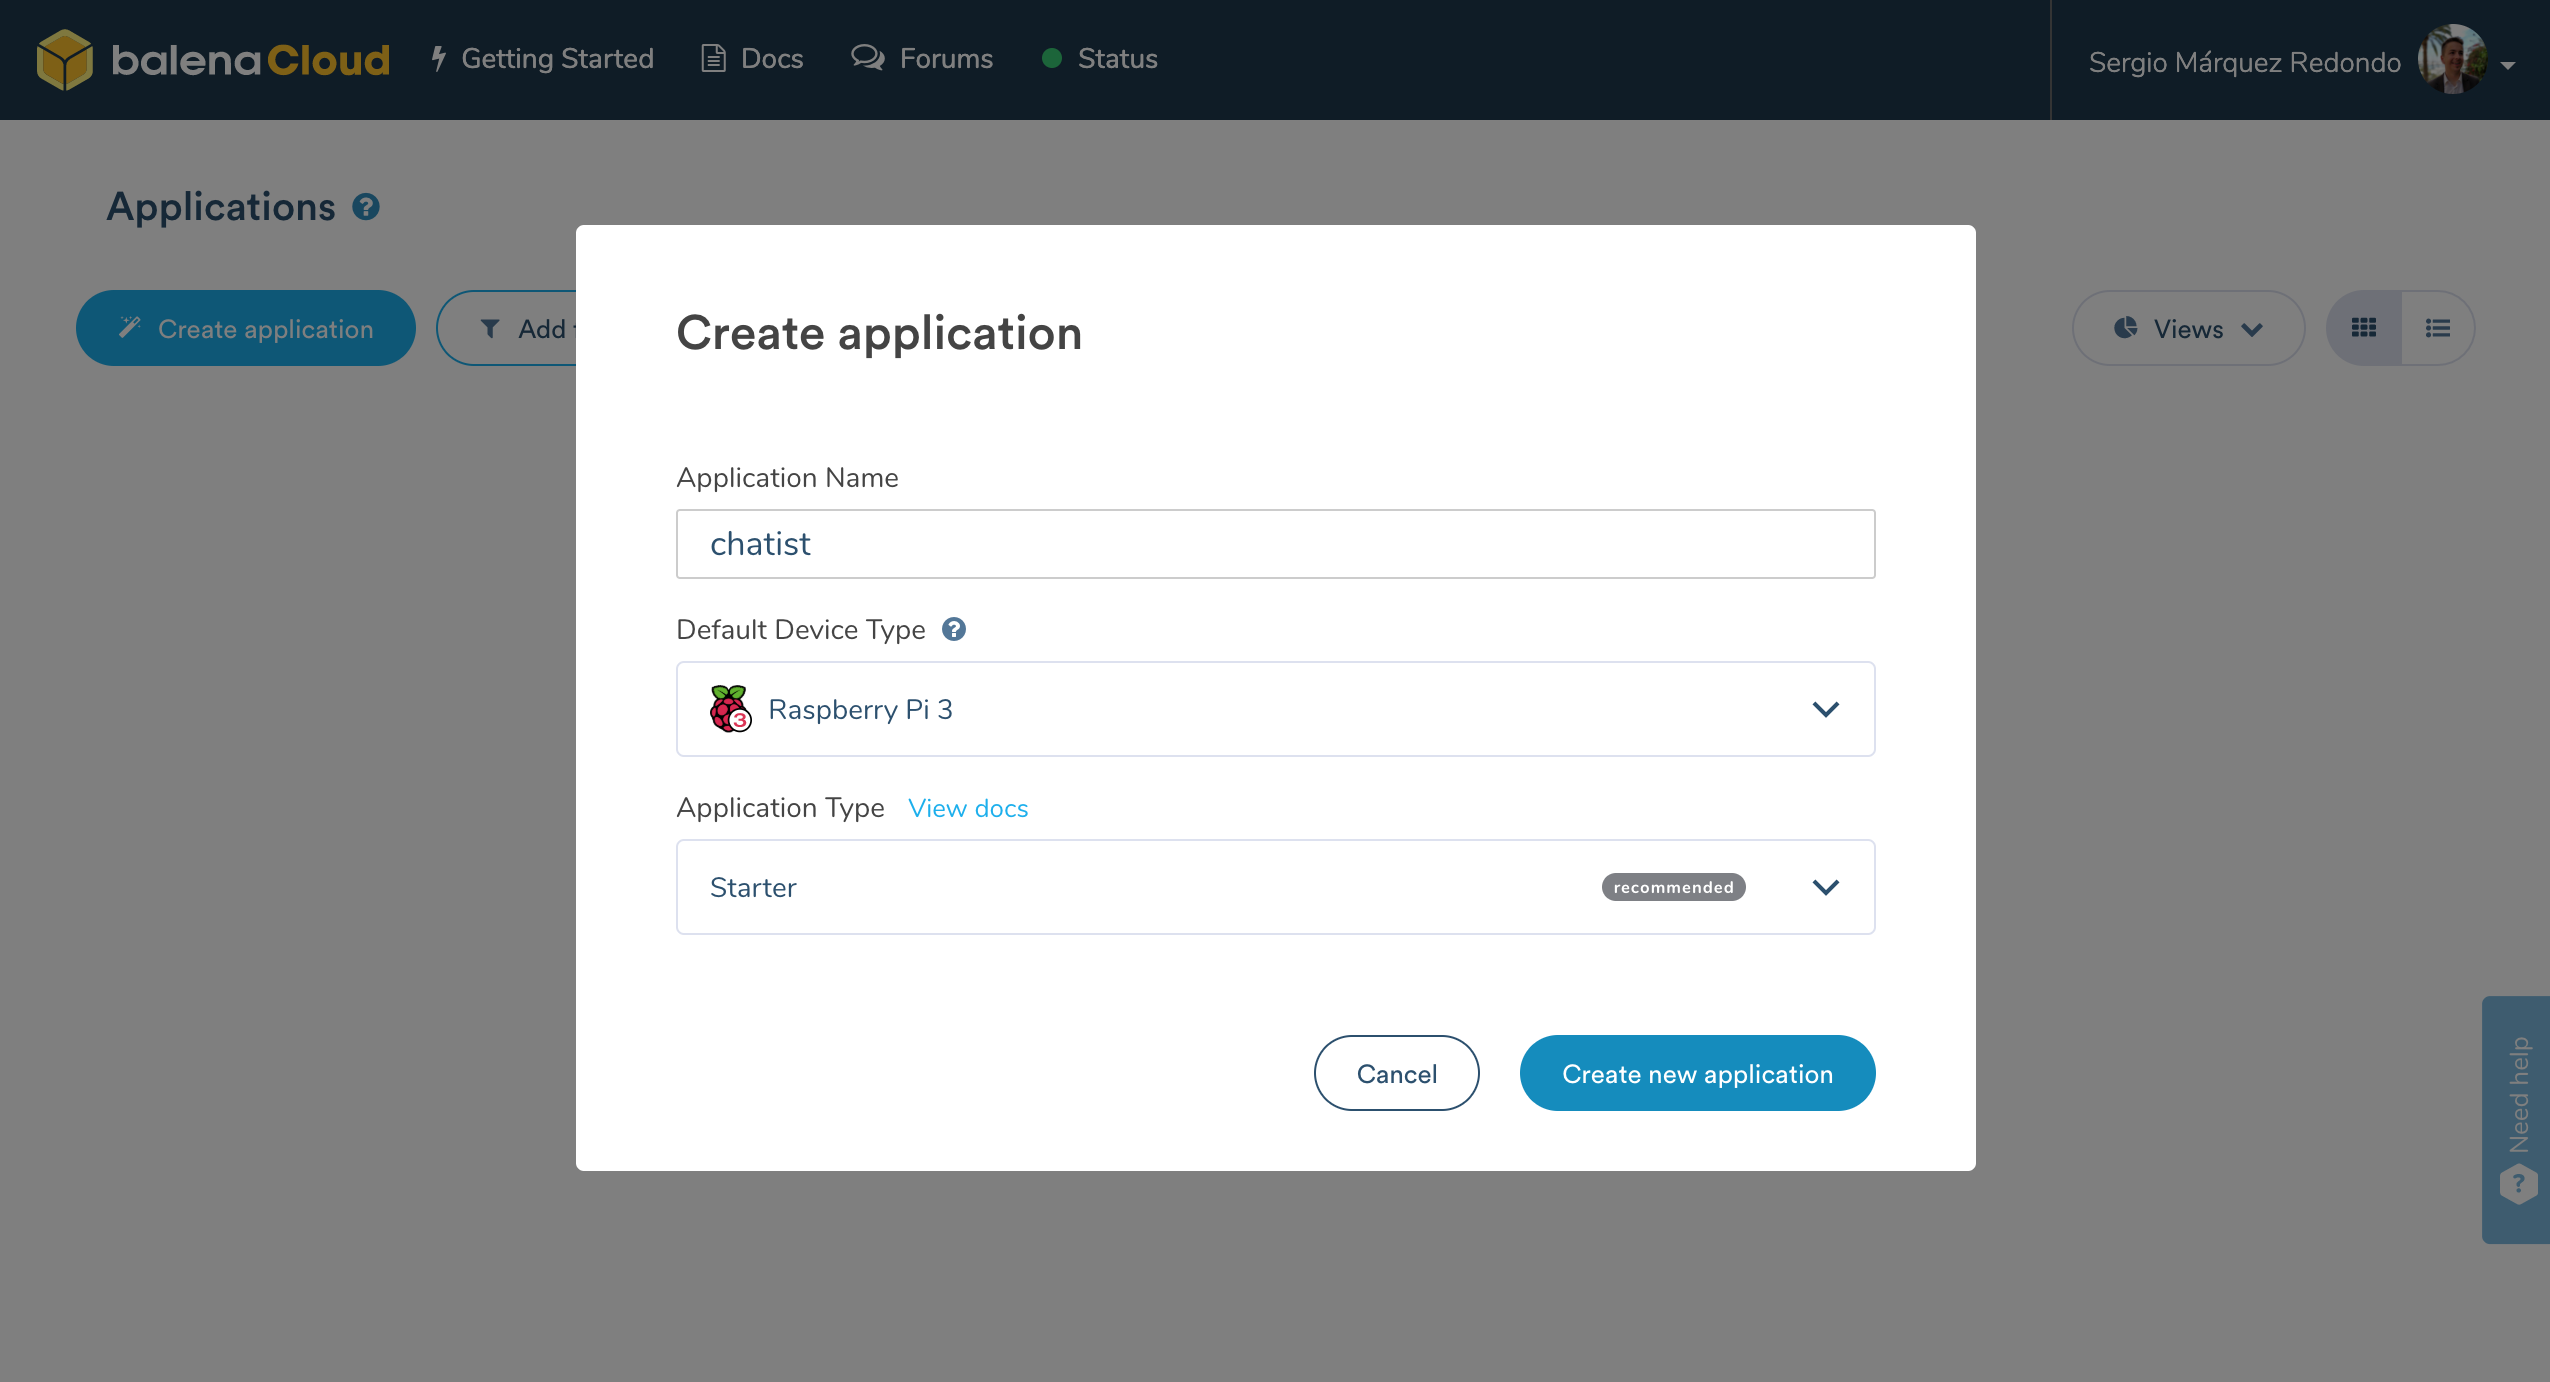 balenaCloud Getting Started Docs Forums Status Sergio Márquez Redondo
Applications ?
Create application Add Views
Create application
Application Name
chatist
Default Device Type ?
3 Raspberry Pi 3
Application Type View docs
Starter recommended
Cancel Create new application
Need help ?